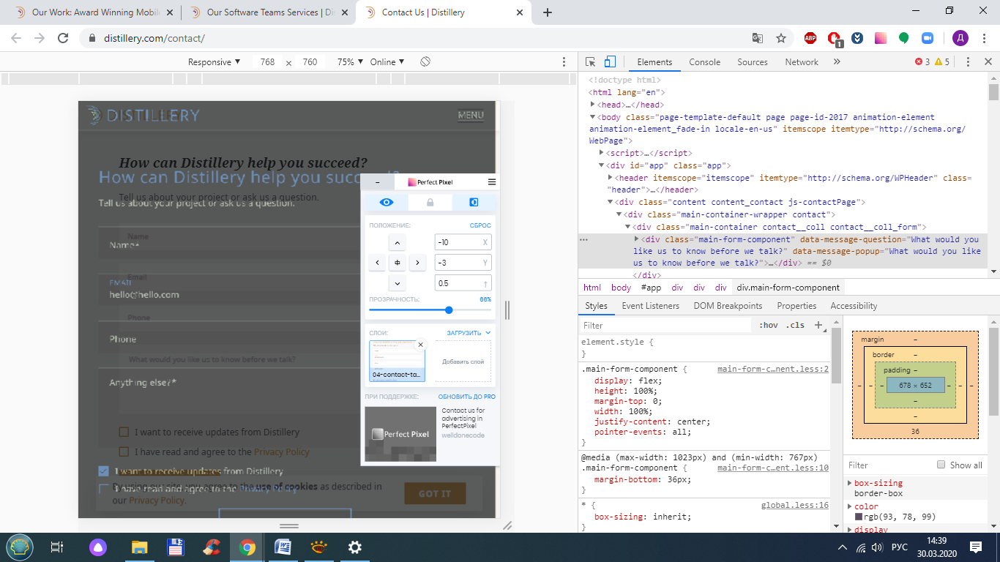 Our Work: Award Winning Mobile
Our Software Teams Services | Di
Contact Us | Distillery
distillery.com/contact/
ABP
1
Д
Responsive
768 x 760
75%
Online
DISTILLERY
MENU
How can Distillery help you succeed?
How can Distillery help you succeed?
Tell us about your project or ask us a question.
Tell us about your project or ask us a question.
Name
Name*
Email
EMAIL
hello@hello.com
Phone
Phone
What would you like us to know before we talk?
Anything else?*
I want to receive updates from Distillery
I have read and agree to the Privacy Policy
I want to receive updates from Distillery
By using our site you agree to the use of cookies as described in
I have read and agree to the Privacy Policy
our Privacy Policy.
GOT IT
Perfect Pixel
ПОЛОЖЕНИЕ:
СБРОС
-10 X
-3 Y
0.5 ↑
ПРОЗРАЧНОСТЬ:
66%
СЛОИ:
ЗАГРУЗИТЬ
04-contact-ta...
Добавить слой
ПРИ ПОДДЕРЖКЕ:
ОБНОВИТЬ ДО PRO
Perfect Pixel
Contact us for
advertising in
PerfectPixel
welldonecode
Elements
Console
Sources
Network
»
3
5
<!doctype html>
<html lang="en">
<head>…</head>
<body class="page-template-default page page-id-2017 animation-element
animation-element_fade-in locale-en-us" itemscope itemtype="http://schema.org/
WebPage">
<script>…</script>
<div id="app" class="app">
<header itemscope="itemscope" itemtype="http://schema.org/WPHeader" class=
"header">…</header>
<div class="content content_contact js-contactPage">
<div class="main-container-wrapper contact">
<div class="main-container contact__coll contact__coll_form">
<div class="main-form-component" data-message-question="What would you
like us to know before we talk?" data-message-popup="What would you like
us to know before we talk?">…</div> == $0
</div>
html body #app div div div div.main-form-component
Styles
Event Listeners
DOM Breakpoints
Properties
Accessibility
Filter
:hov .cls +
element.style {
}
.main-form-component { main-form-c…nent.less:2
display: flex;
height: 100%;
margin-top: 0;
width: 100%;
justify-content: center;
pointer-events: all;
}
@media (max-width: 1023px) and (min-width: 767px)
.main-form-component { main-form-c…ent.less:10
margin-bottom: 36px;
}
* { global.less:16
box-sizing: inherit;
}
margin –
border –
padding –
678 × 652
–
–
36
Filter
Show all
box-sizing
border-box
color
rgb(93, 78, 99)
display
РУС
14:39
30.03.2020